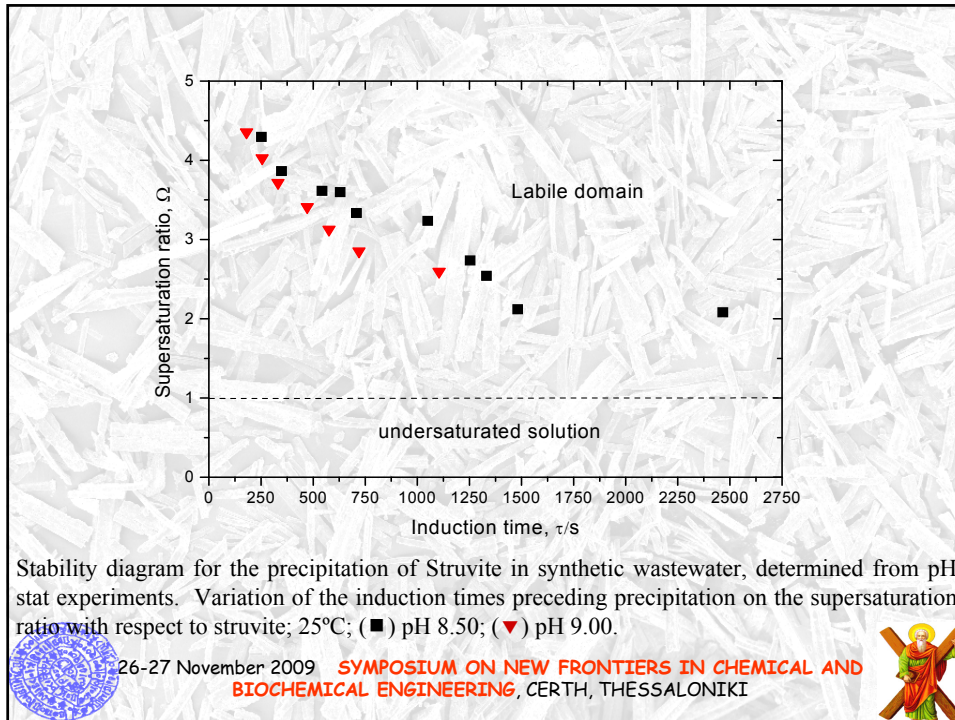 5
4
3
2
1
0
Supersaturation ratio, Ω
Labile domain
undersaturated solution
0 250 500 750 1000 1250 1500 1750 2000 2250 2500 2750
Induction time, τ/s
Stability diagram for the precipitation of Struvite in synthetic wastewater, determined from pH
stat experiments. Variation of the induction times preceding precipitation on the supersaturation
ratio with respect to struvite; 25ºC; (■) pH 8.50; (▼) pH 9.00.
26-27 November 2009 SYMPOSIUM ON NEW FRONTIERS IN CHEMICAL AND
BIOCHEMICAL ENGINEERING, CERTH, THESSALONIKI